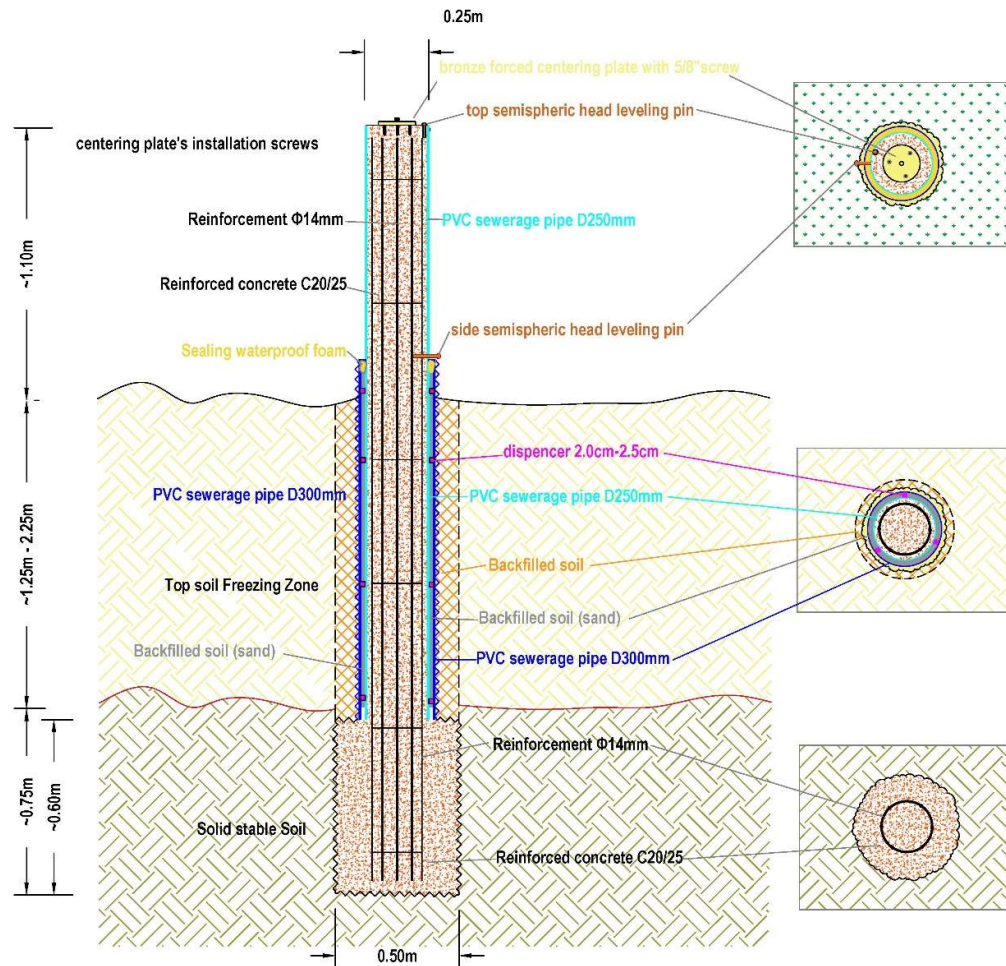 0.25m
bronze forced centering plate with 5/8"screw
top semispheric head leveling pin
centering plate's installation screws
Reinforcement Φ14mm
PVC sewerage pipe D250mm
~1.10m
Reinforced concrete C20/25
side semispheric head leveling pin
Sealing waterproof foam
dispencer 2.0cm-2.5cm
PVC sewerage pipe D300mm
PVC sewerage pipe D250mm
~1.25m - 2.25m
Backfilled soil
Top soil Freezing Zone
Backfilled soil (sand)
Backfilled soil (sand)
PVC sewerage pipe D300mm
Reinforcement Φ14mm
~0.75m
~0.60m
Solid stable Soil
Reinforced concrete C20/25
0.50m